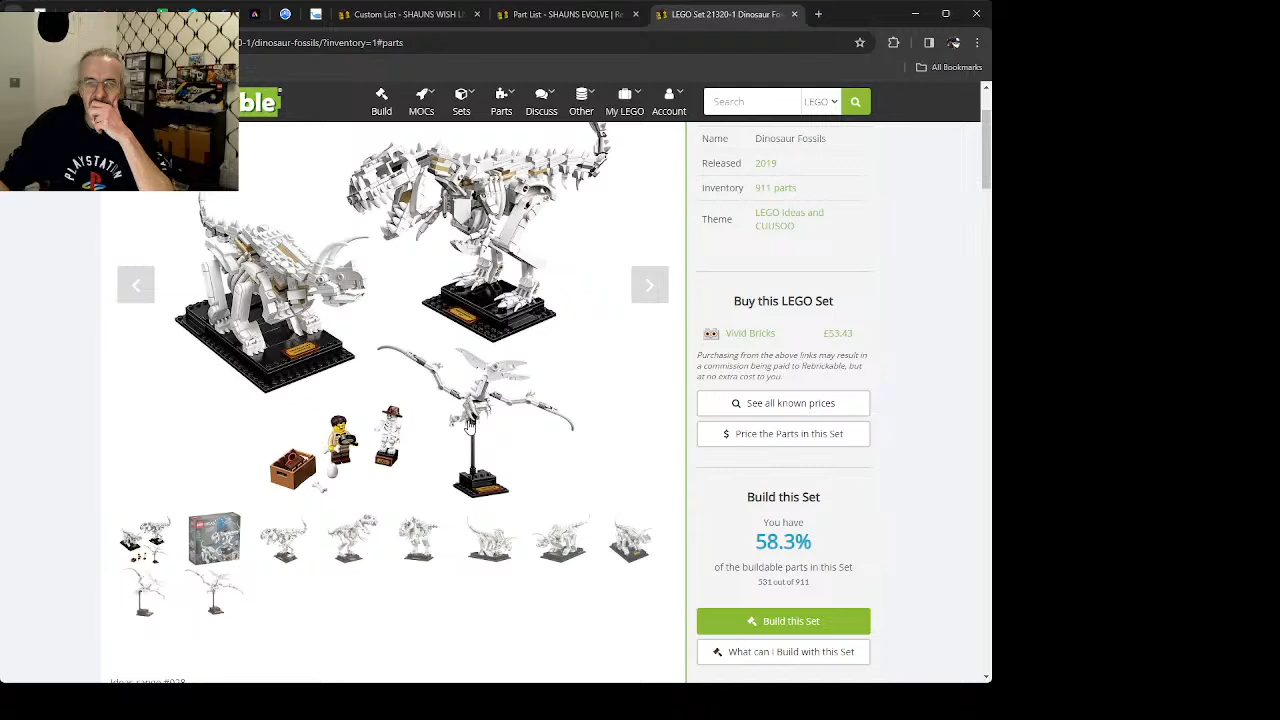 Custom List - SHAUNS WISH L
Part List - SHAUNS EVOLVE | Re
LEGO Set 21320-1 Dinosaur Fos
0-1/dinosaur-fossils/?inventory=1#parts
All Bookmarks
ble
Build
MOCs
Sets
Parts
Discuss
Other
My LEGO
Account
Search
LEGO
PLAYSTATION
Name Dinosaur Fossils
Released 2019
Inventory 911 parts
Theme LEGO Ideas and
CUUSOO
Buy this LEGO Set
Vivid Bricks £53.43
Purchasing from the above links may result in
a commission being paid to Rebrickable, but
at no extra cost to you.
See all known prices
$ Price the Parts in this Set
Build this Set
You have
58.3%
of the buildable parts in this Set
531 out of 911
Build this Set
What can I Build with this Set